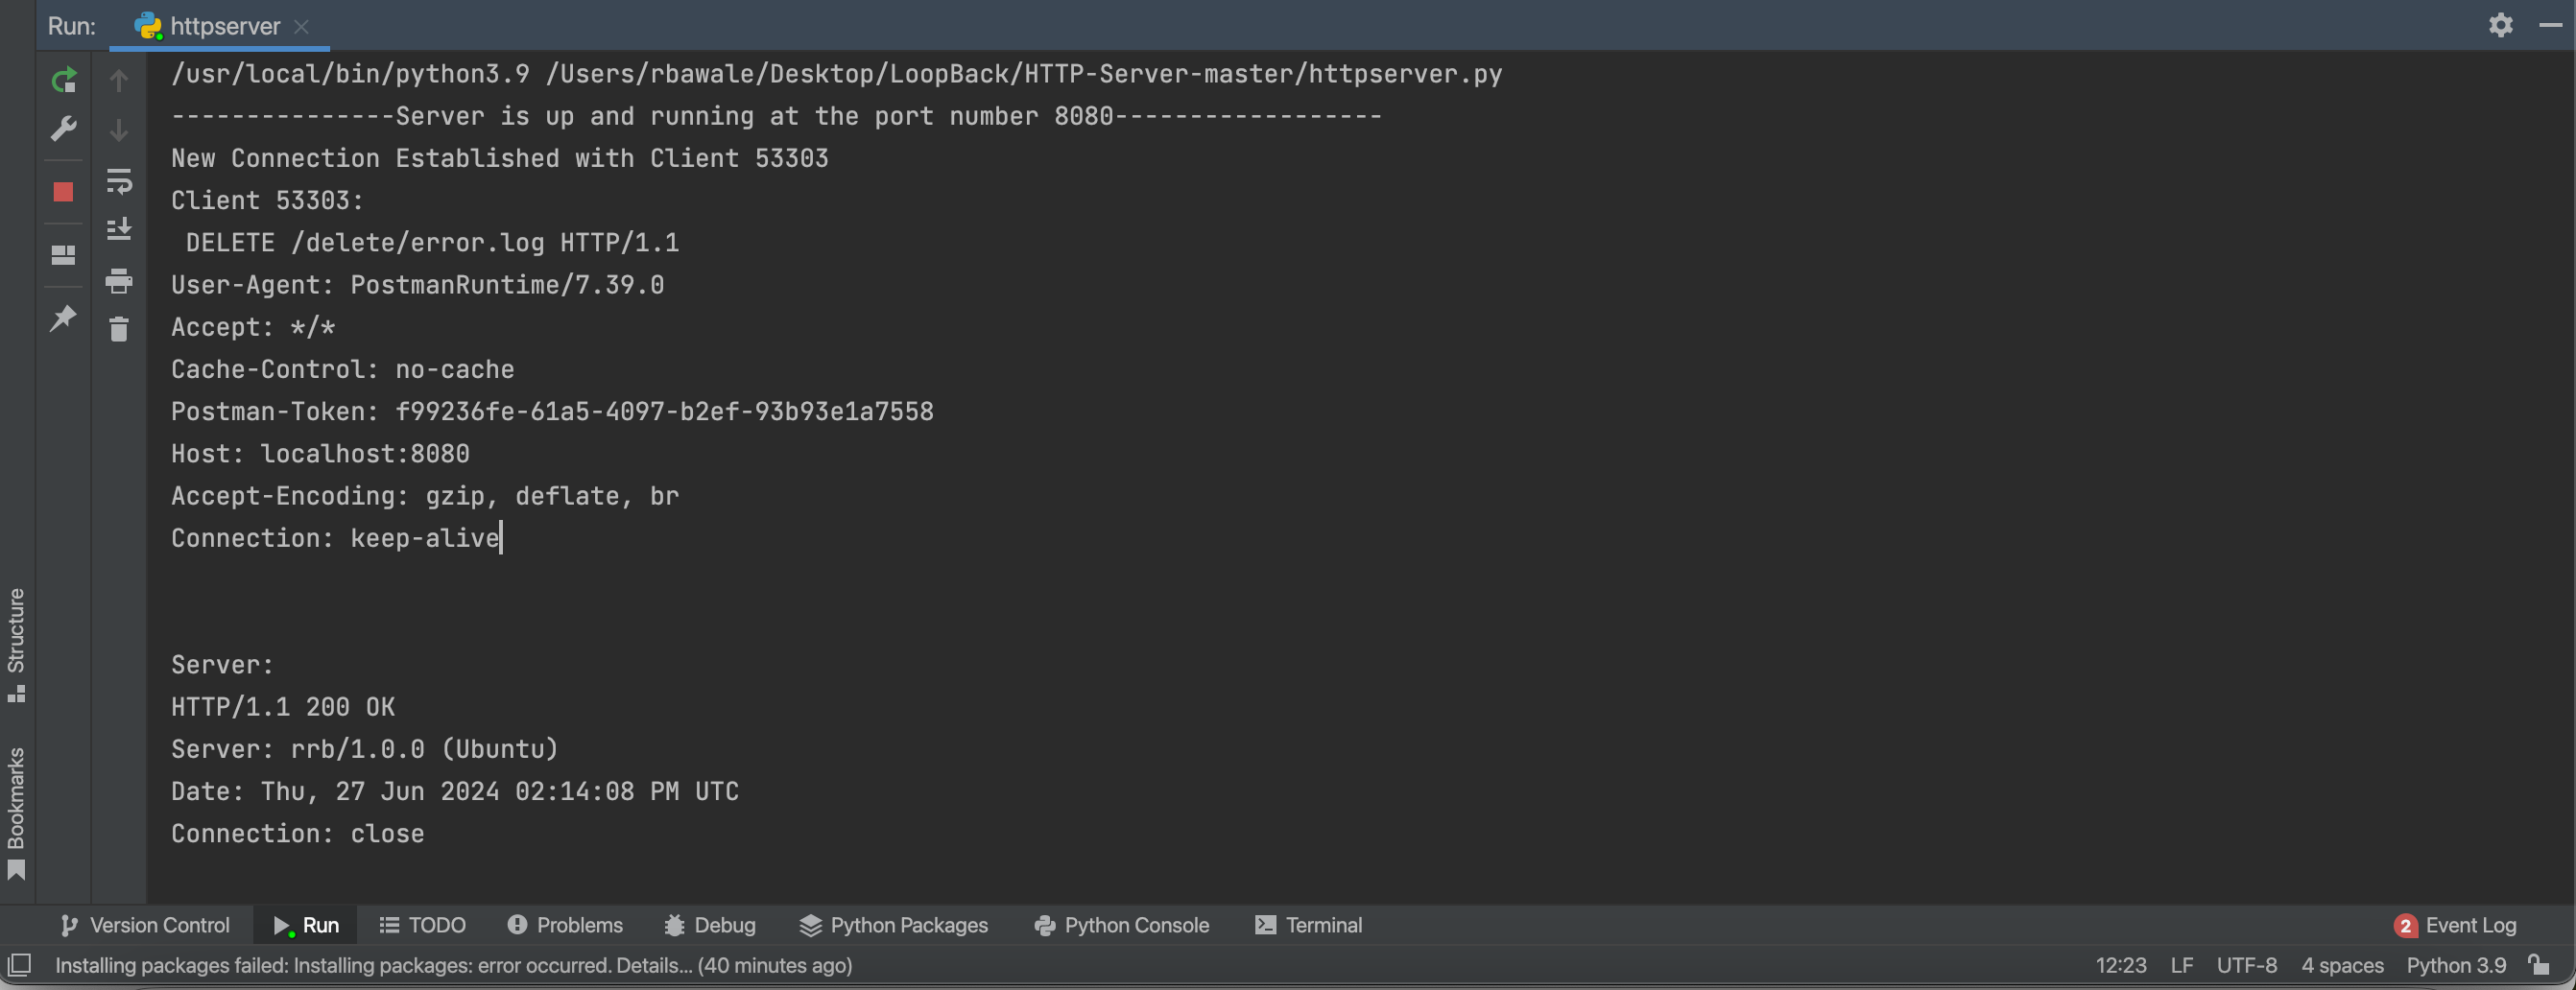 Run: httpserver
/usr/local/bin/python3.9 /Users/rbawale/Desktop/LoopBack/HTTP-Server-master/httpserver.py
---------------Server is up and running at the port number 8080------------------
New Connection Established with Client 53303
Client 53303:
DELETE /delete/error.log HTTP/1.1
User-Agent: PostmanRuntime/7.39.0
Accept: */*
Cache-Control: no-cache
Postman-Token: f99236fe-61a5-4097-b2ef-93b93e1a7558
Host: localhost:8080
Accept-Encoding: gzip, deflate, br
Connection: keep-alive
Server:
HTTP/1.1 200 OK
Server: rrb/1.0.0 (Ubuntu)
Date: Thu, 27 Jun 2024 02:14:08 PM UTC
Connection: close
Structure
Bookmarks
Version Control Run TODO Problems Debug Python Packages Python Console Terminal 2 Event Log
Installing packages failed: Installing packages: error occurred. Details... (40 minutes ago) 12:23 LF UTF-8 4 spaces Python 3.9